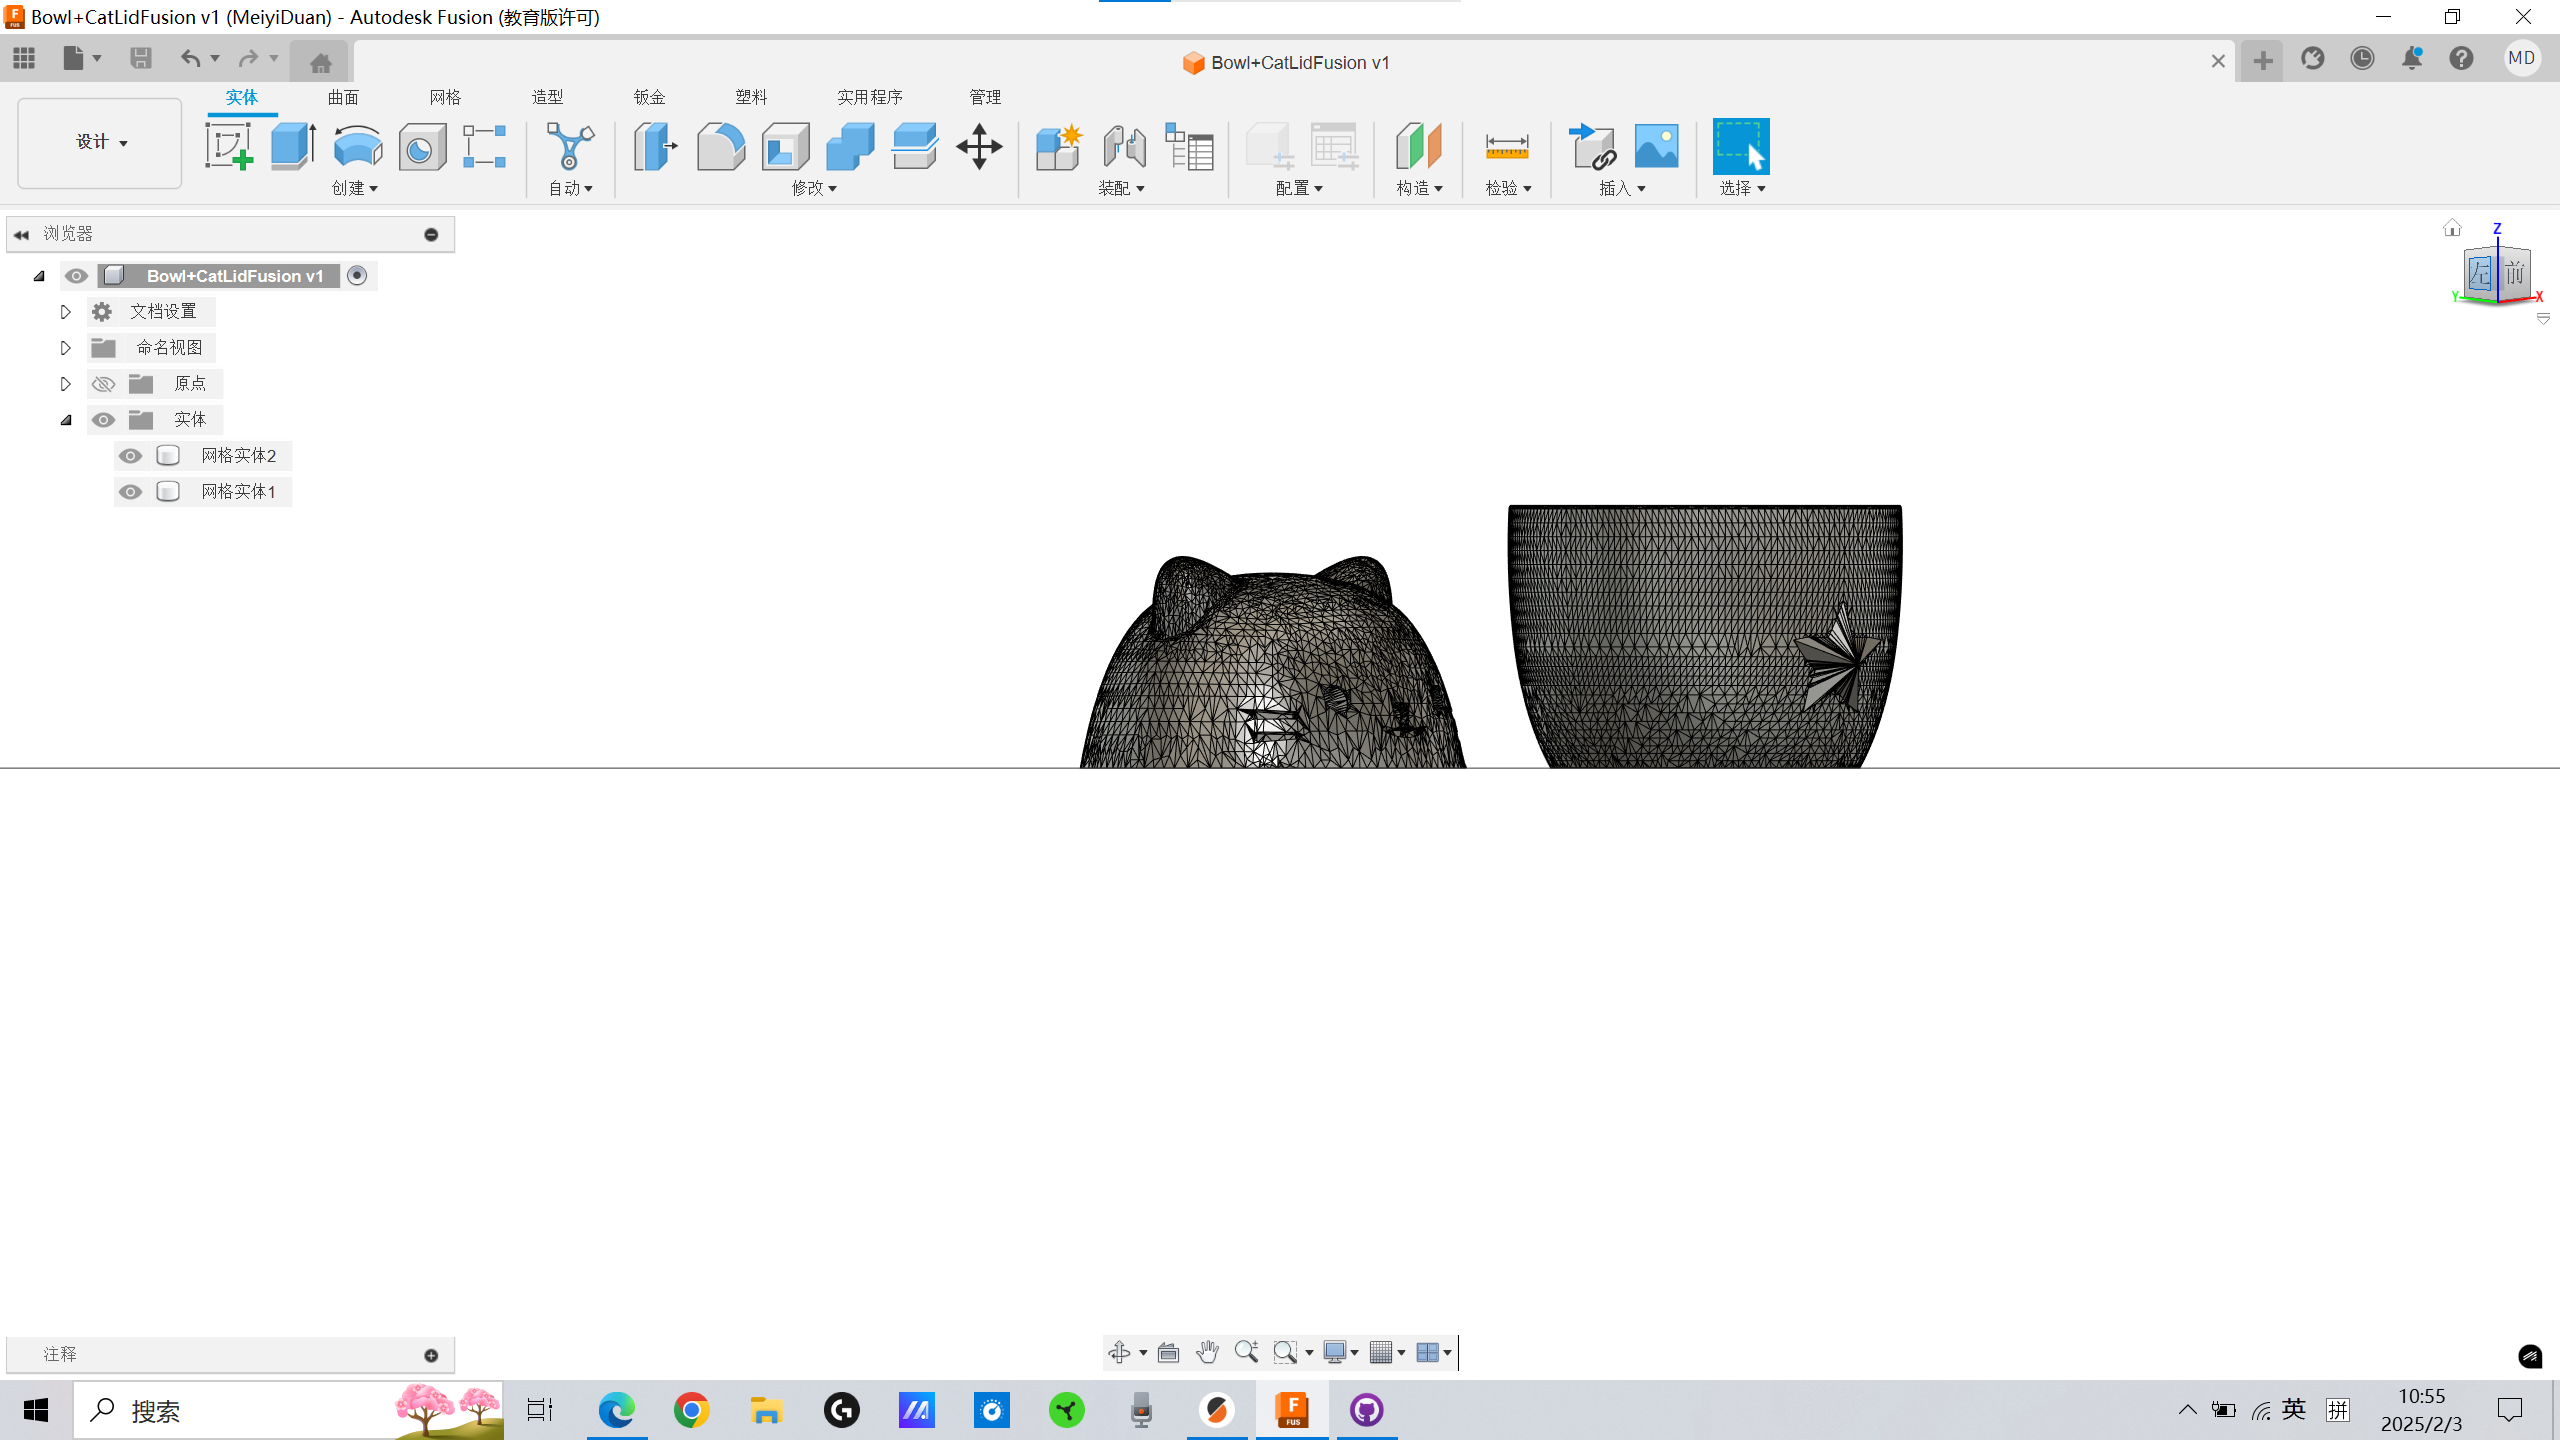 Bowl+CatLidFusion v1 (MeiyiDuan) - Autodesk Fusion (教育版许可)
Bowl+CatLidFusion v1
MD
实体 曲面 网格 造型 钣金 塑料 实用程序 管理
设计
创建 自动 修改 装配 配置 构造 检验 插入 选择
浏览器
Bowl+CatLidFusion v1
文档设置
命名视图
原点
实体
网格实体2
网格实体1
Z
左 前
Y X
注释
搜索
F
FUS
英 拼
10:55
2025/2/3